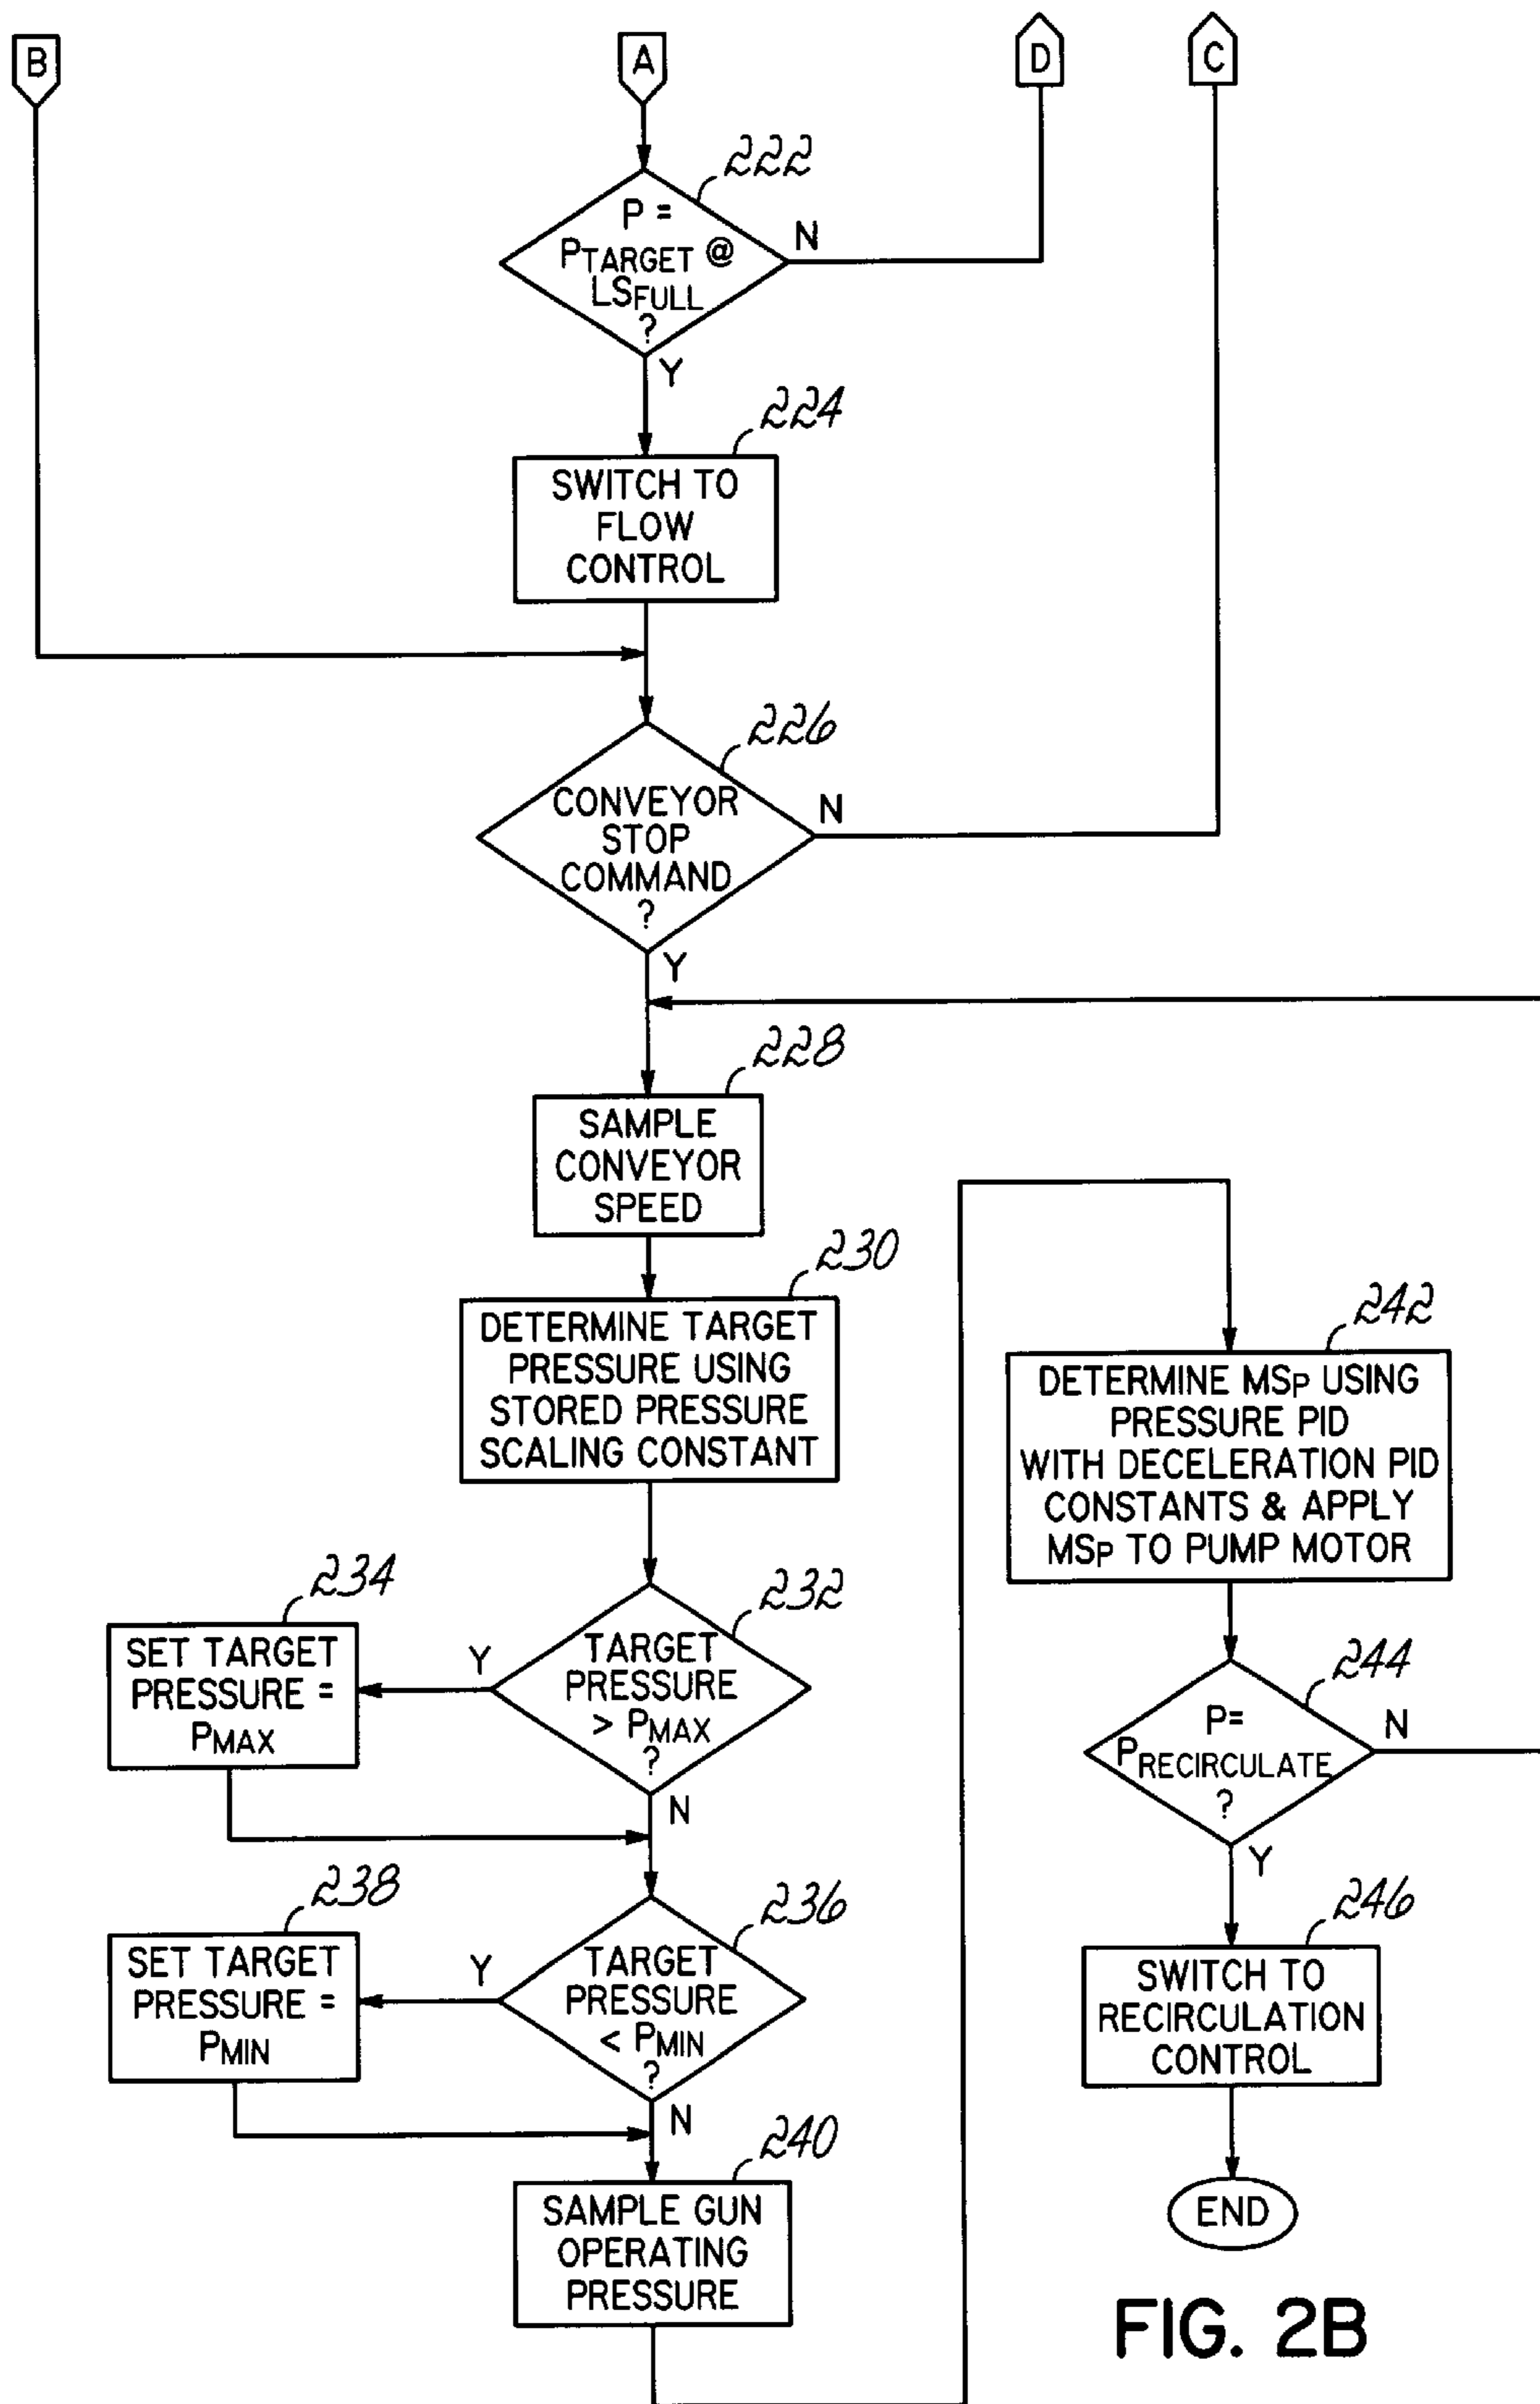 B
A
D
C
222
P =
PTARGET @
LSFULL
?
N
Y
224
SWITCH TO
FLOW
CONTROL
226
CONVEYOR
STOP
COMMAND
?
N
Y
228
SAMPLE
CONVEYOR
SPEED
230
DETERMINE TARGET
PRESSURE USING
STORED PRESSURE
SCALING CONSTANT
232
TARGET
PRESSURE
> PMAX
?
Y
N
234
SET TARGET
PRESSURE =
PMAX
236
TARGET
PRESSURE
< PMIN
?
Y
N
238
SET TARGET
PRESSURE =
PMIN
240
SAMPLE GUN
OPERATING
PRESSURE
242
DETERMINE MSP USING
PRESSURE PID
WITH DECELERATION PID
CONSTANTS & APPLY
MSP TO PUMP MOTOR
244
P=
PRECIRCULATE
?
N
Y
246
SWITCH TO
RECIRCULATION
CONTROL
END
FIG. 2B